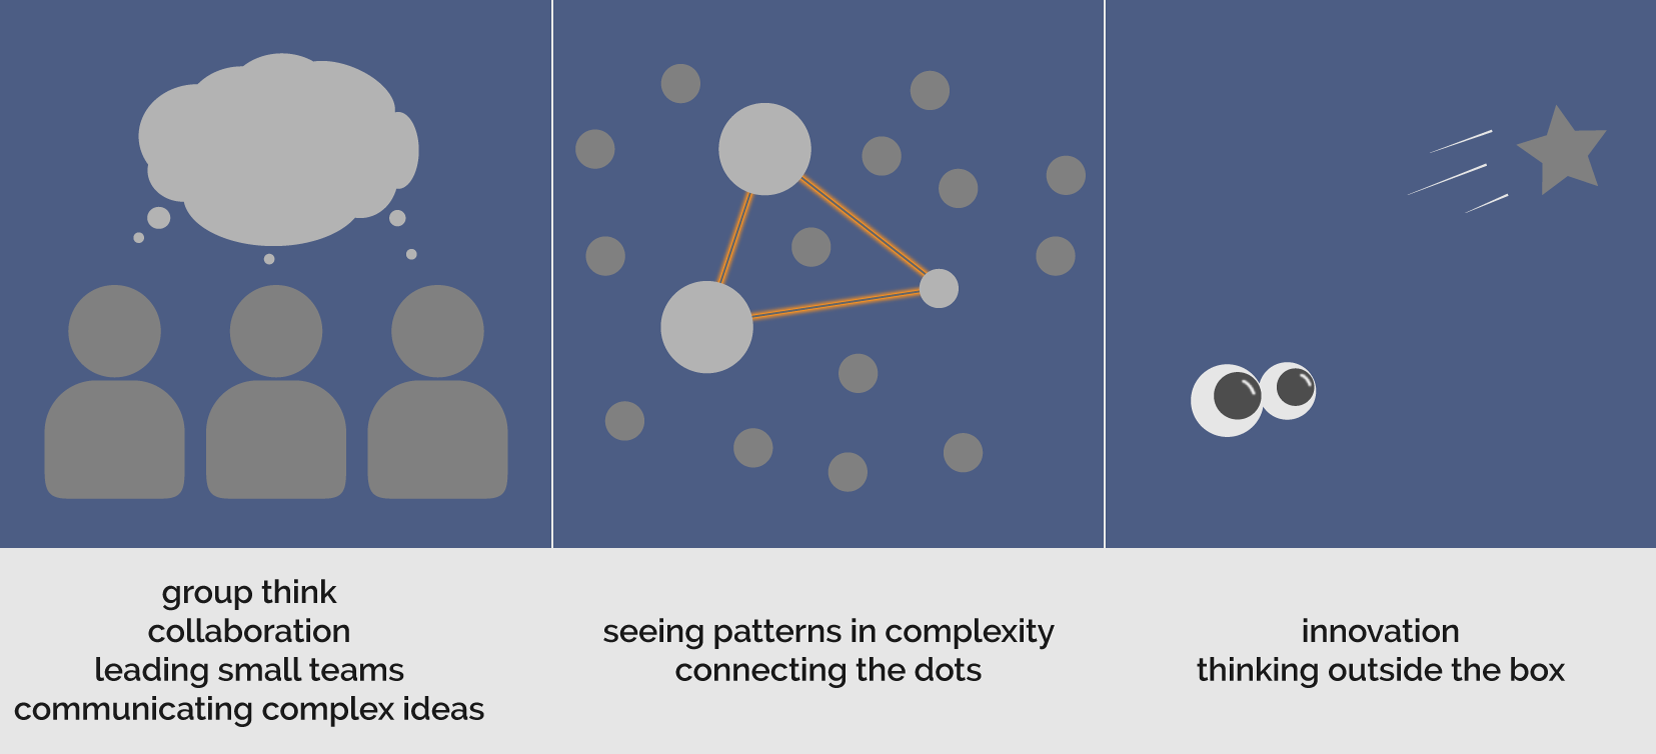 group think
collaboration
leading small teams
communicating complex ideas
seeing patterns in complexity
connecting the dots
innovation
thinking outside the box